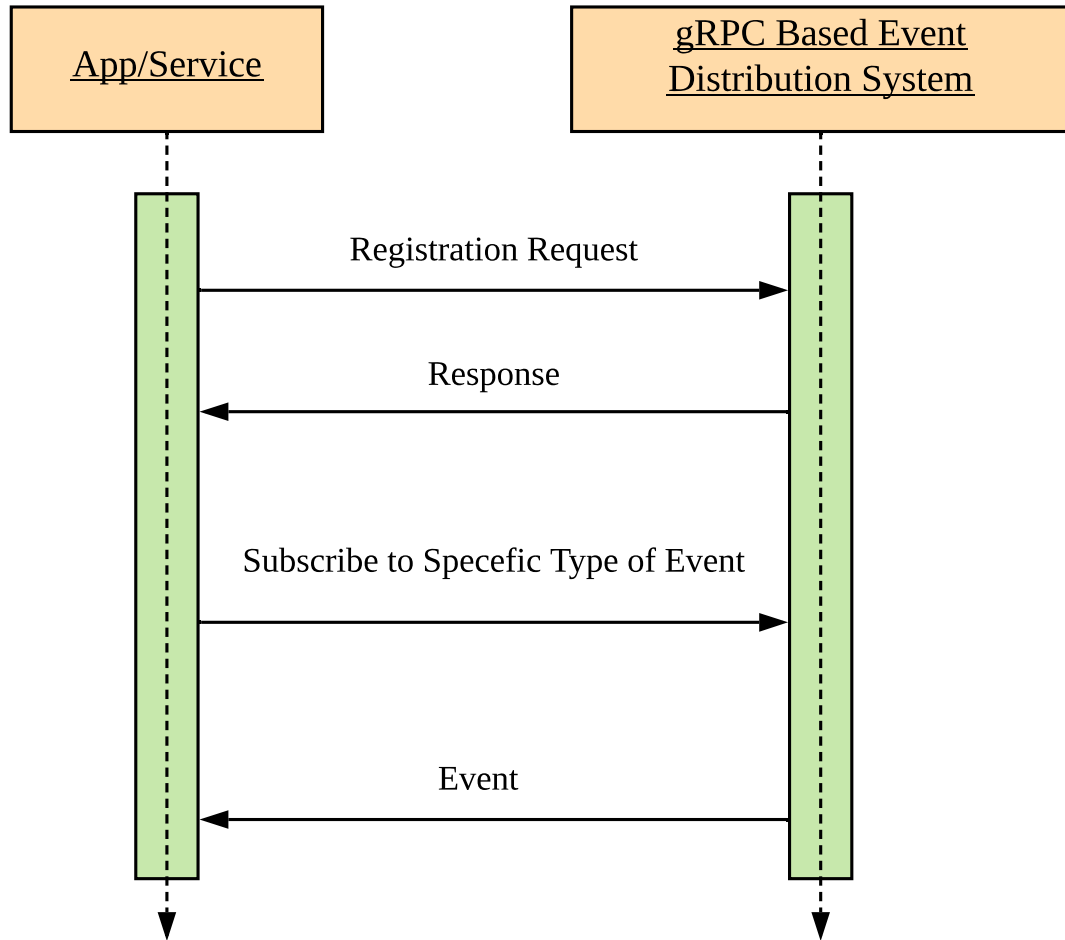 App/Service
gRPC Based Event
Distribution System
Registration Request
Response
Subscribe to Specefic Type of Event
Event